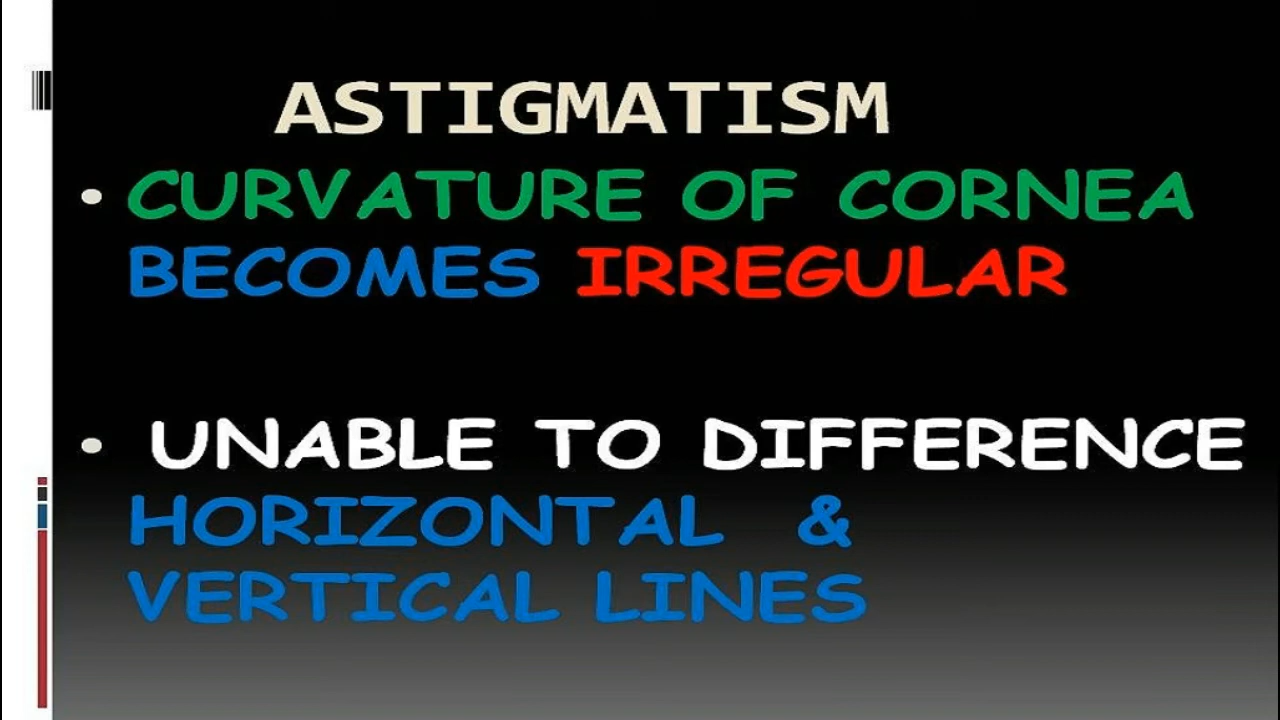 ASTIGMATISM
• CURVATURE OF CORNEA
BECOMES IRREGULAR
• UNABLE TO DIFFERENCE
HORIZONTAL &
VERTICAL LINES